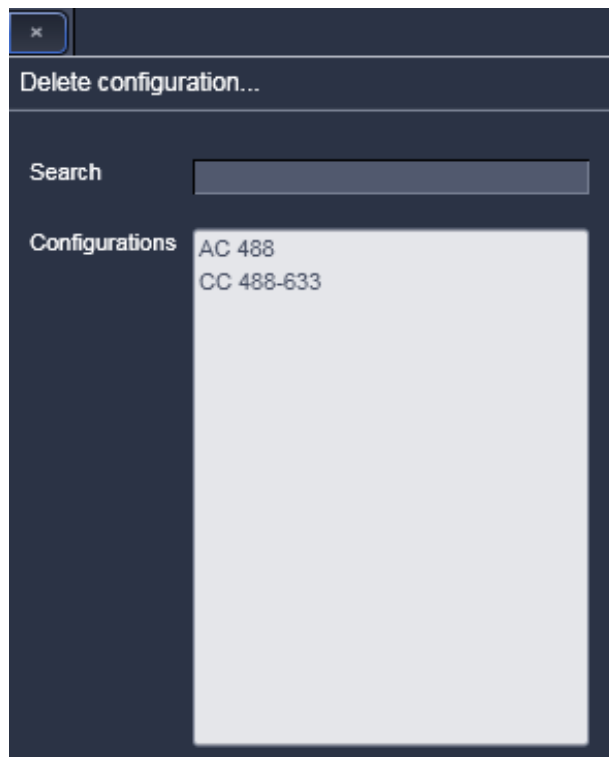 ×
Delete configuration...
Search
Configurations
AC 488
CC 488-633